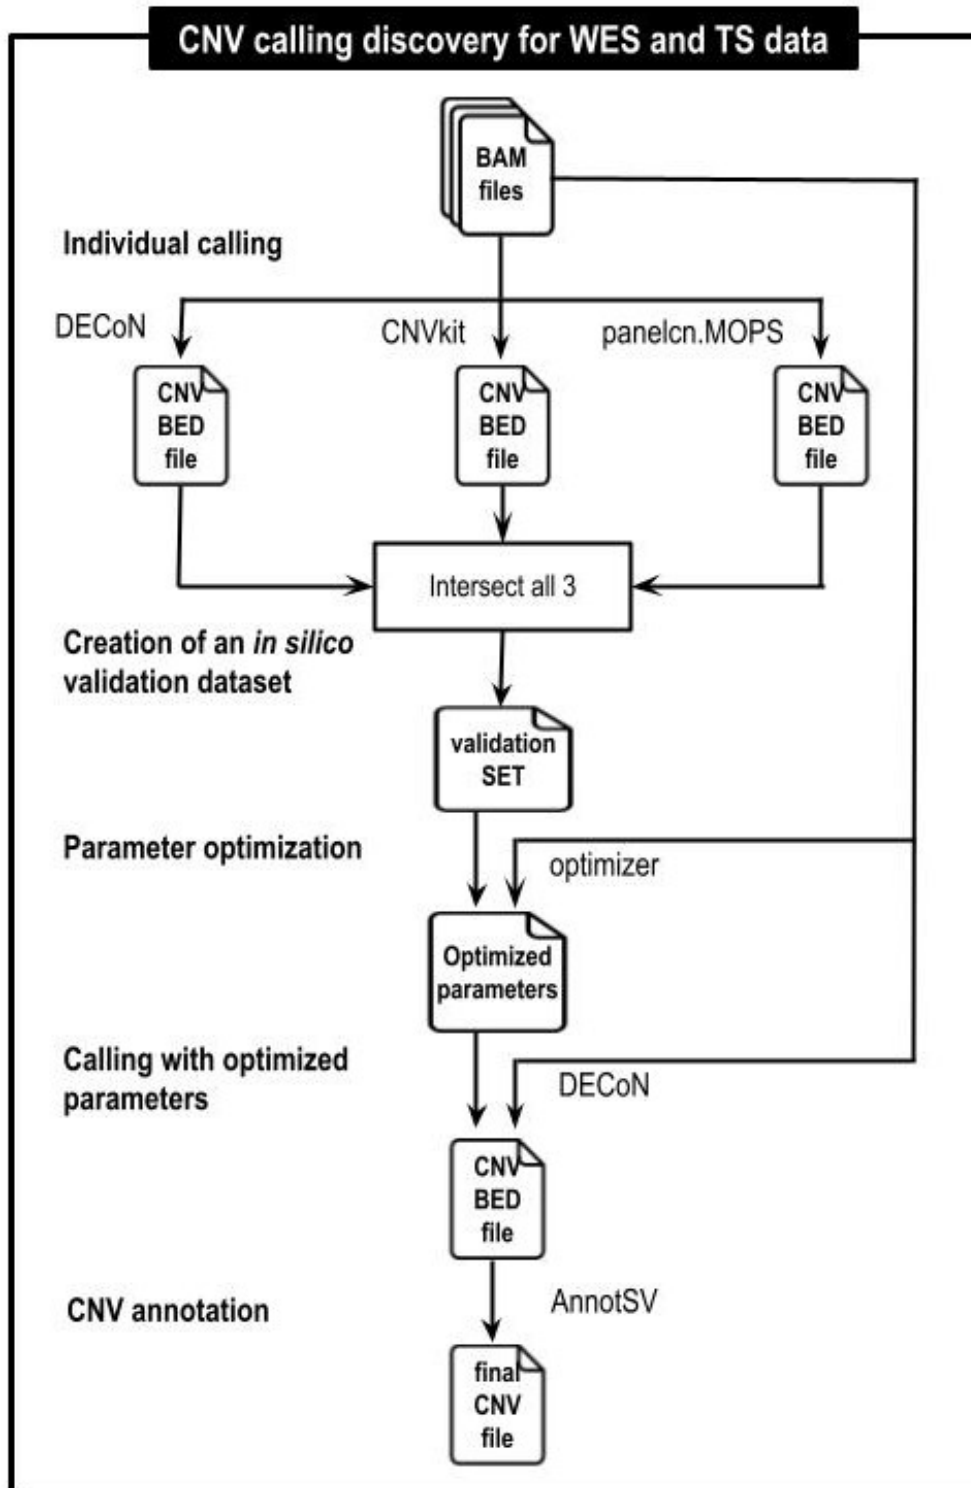 CNV calling discovery for WES and TS data
BAM
files
Individual calling
DECoN
CNVkit
panelcn.MOPS
CNV
BED
file
CNV
BED
file
CNV
BED
file
Intersect all 3
Creation of an in silico
validation dataset
validation
SET
Parameter optimization
optimizer
Optimized
parameters
Calling with optimized
parameters
DECoN
CNV
BED
file
CNV annotation
AnnotSV
final
CNV
file